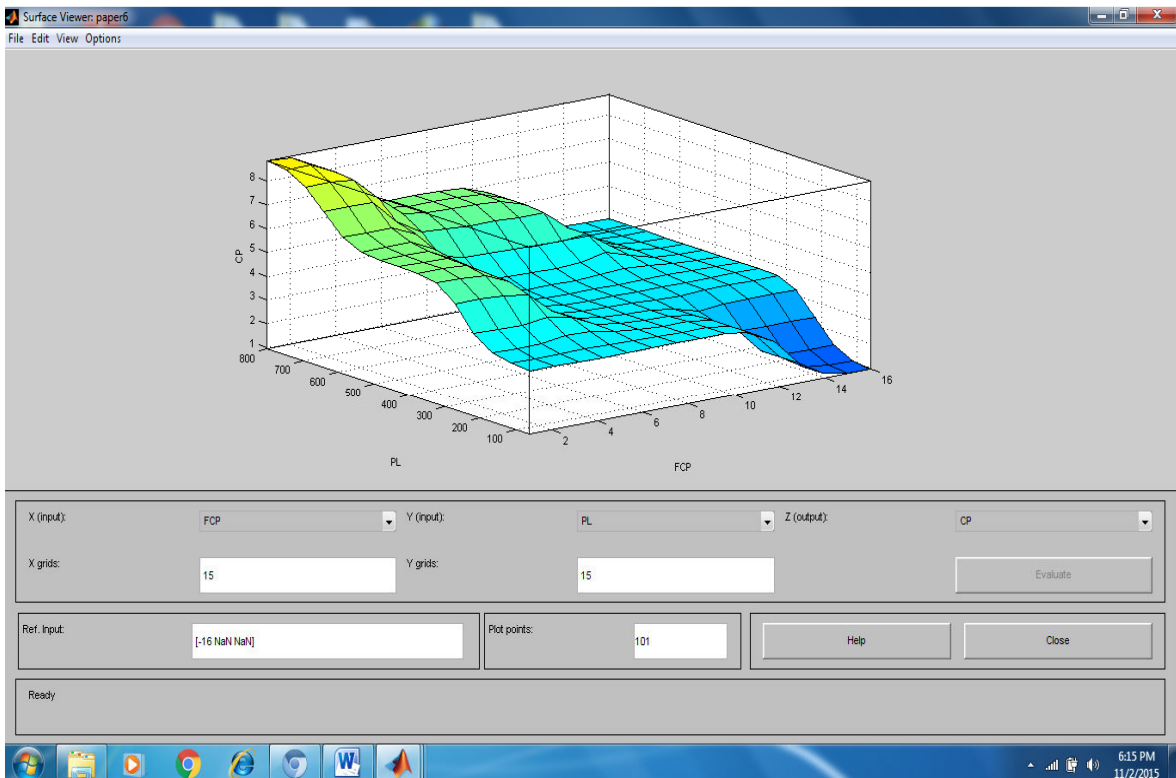 Surface Viewer: paper6
File Edit View Options
8
7
6
5
4
3
2
1
CP
800
700
600
500
400
300
200
100
PL
2
4
6
8
10
12
14
16
FCP
X (input): FCP Y (input): PL Z (output): CP
X grids: 15 Y grids: 15 Evaluate
Ref. Input: [-16 NaN NaN] Plot points: 101 Help Close
Ready
6:15 PM
11/2/2015